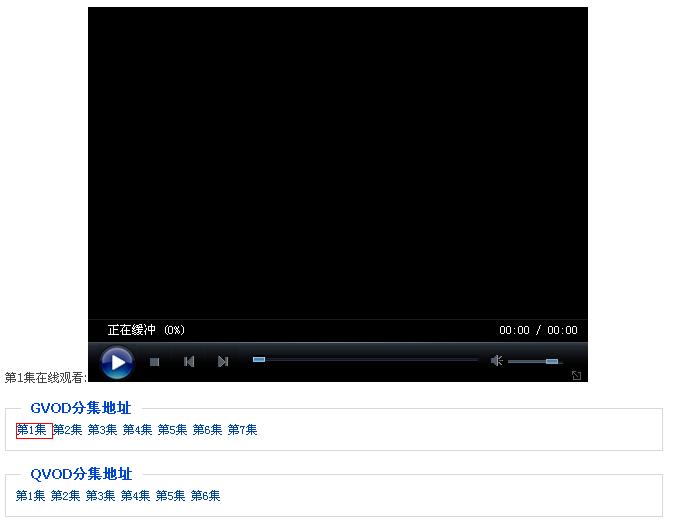 正在缓冲 (0%) 00:00 / 00:00
第1集在线观看:
GVOD分集地址
第1集 第2集 第3集 第4集 第5集 第6集 第7集
QVOD分集地址
第1集 第2集 第3集 第4集 第5集 第6集